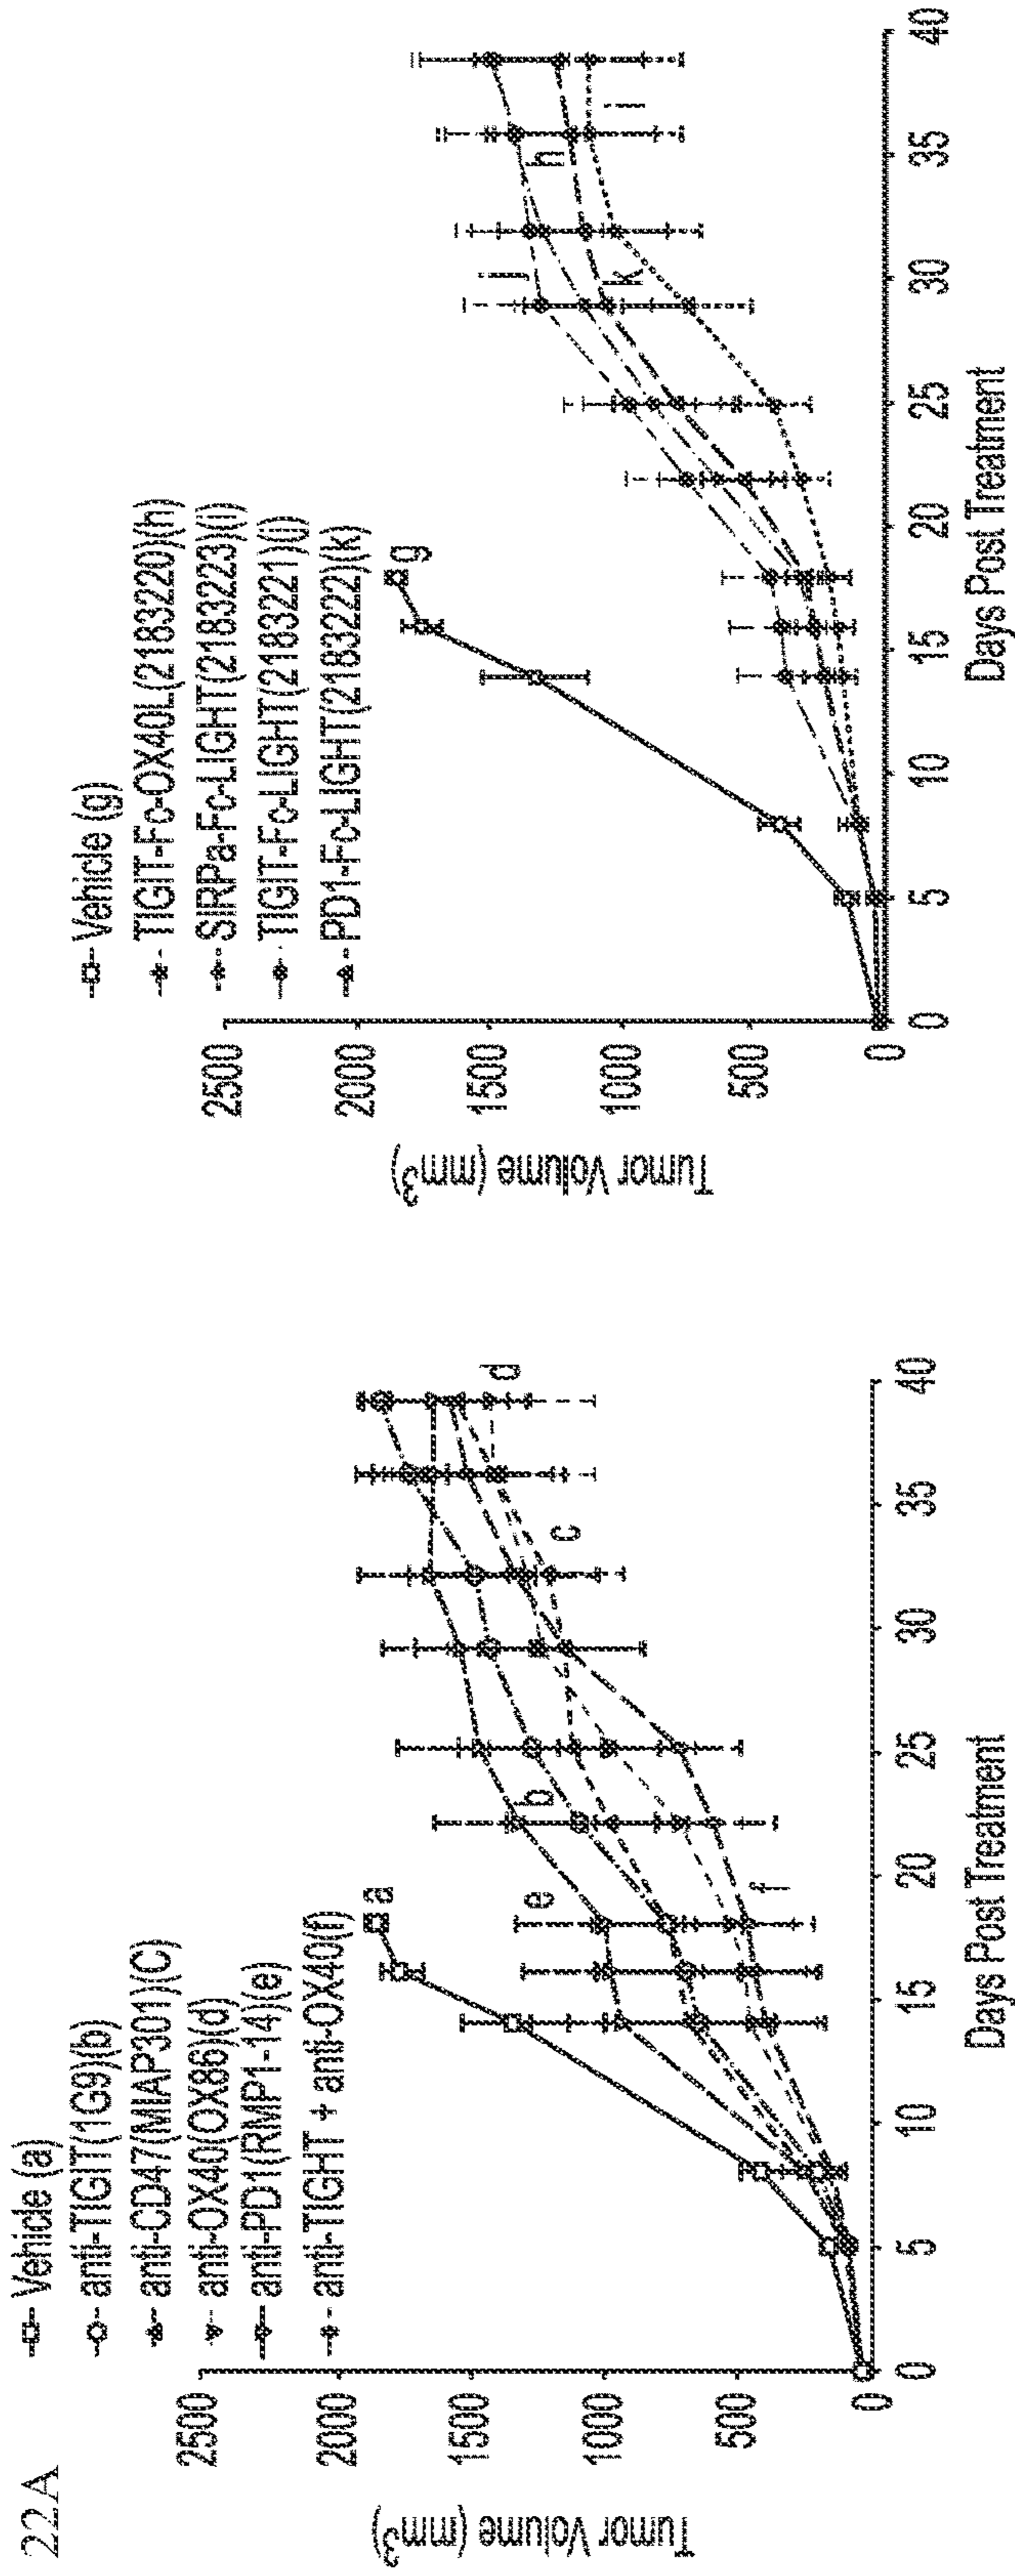 22A
Vehicle (a)
anti-TIGIT(1G9)(b)
anti-CD47(MIAP301)(C)
anti-OX40(OX86)(d)
anti-PD1(RMP1-14)(e)
anti-TIGHT + anti-OX40(f)
Tumor Volume (mm3)
2500
2000
1500
1000
500
0
a
b
c
d
e
f
0 5 10 15 20 25 30 35 40
Days Post Treatment
Vehicle (g)
TIGIT-Fc-OX40L(2183220)(h)
SIRPa-Fc-LIGHT(2183223)(i)
TIGIT-Fc-LIGHT(2183221)(j)
PD1-Fc-LIGHT(2183222)(k)
Tumor Volume (mm3)
2500
2000
1500
1000
500
0
g
j
h
k
i
0 5 10 15 20 25 30 35 40
Days Post Treatment